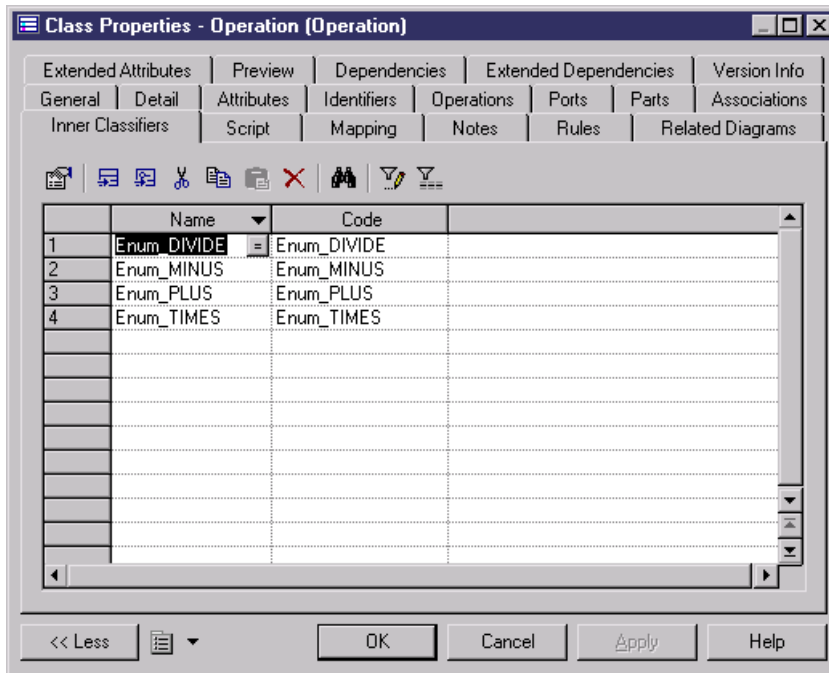 Class Properties - Operation (Operation)
Extended Attributes Preview Dependencies Extended Dependencies Version Info
General Detail Attributes Identifiers Operations Ports Parts Associations
Inner Classifiers Script Mapping Notes Rules Related Diagrams
Name Code
1 Enum_DIVIDE = Enum_DIVIDE
2 Enum_MINUS Enum_MINUS
3 Enum_PLUS Enum_PLUS
4 Enum_TIMES Enum_TIMES
<< Less OK Cancel Apply Help